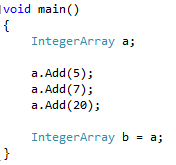 void main()
{
IntegerArray a;
a.Add(5);
a.Add(7);
a.Add(20);
IntegerArray b = a;
}